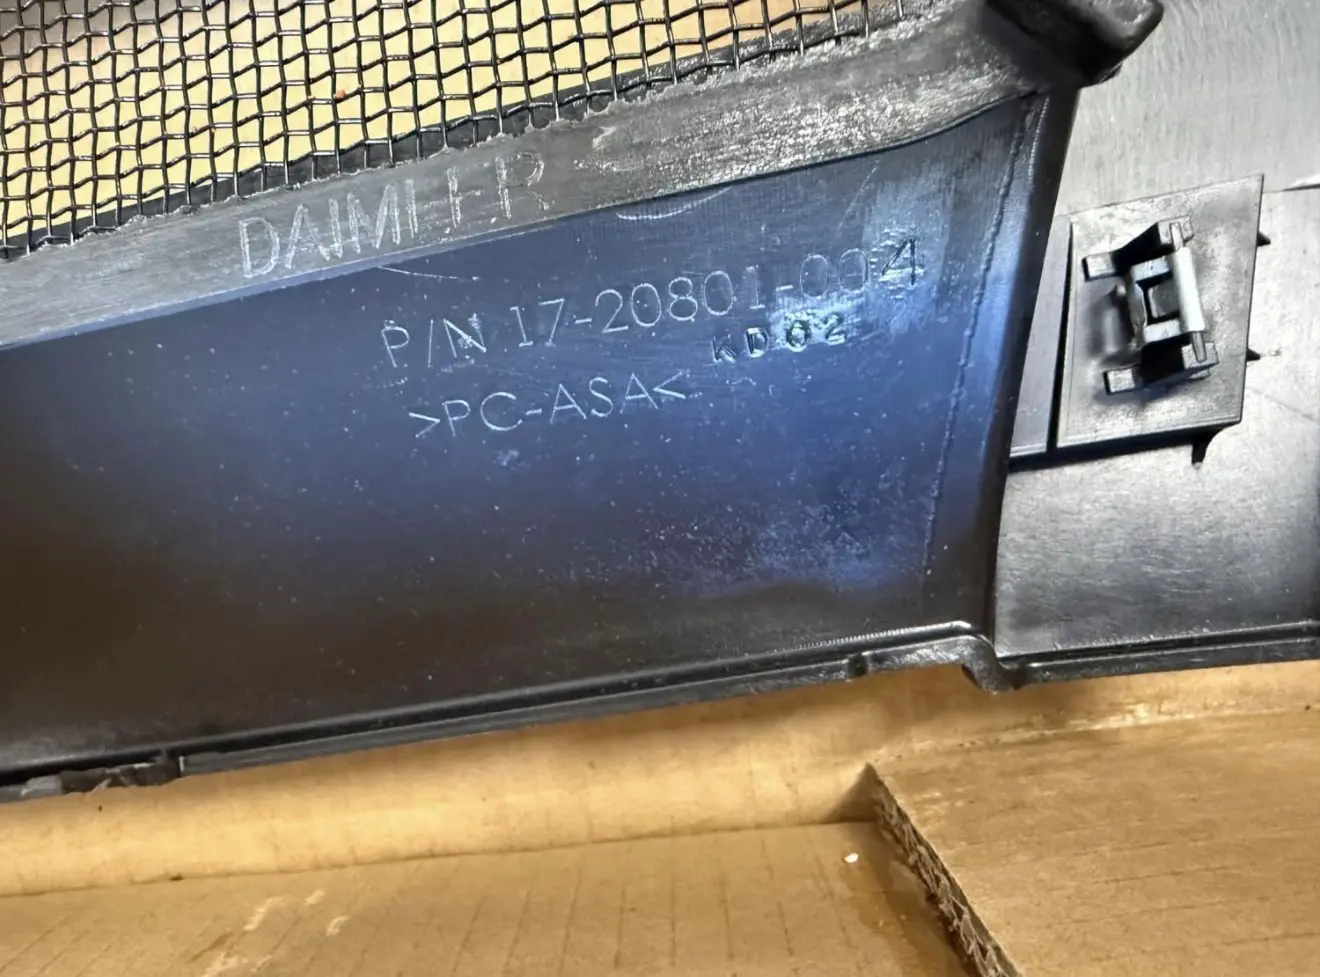 DAIMLER
P/N 17-20801-004
KD02
>PC-ASA<